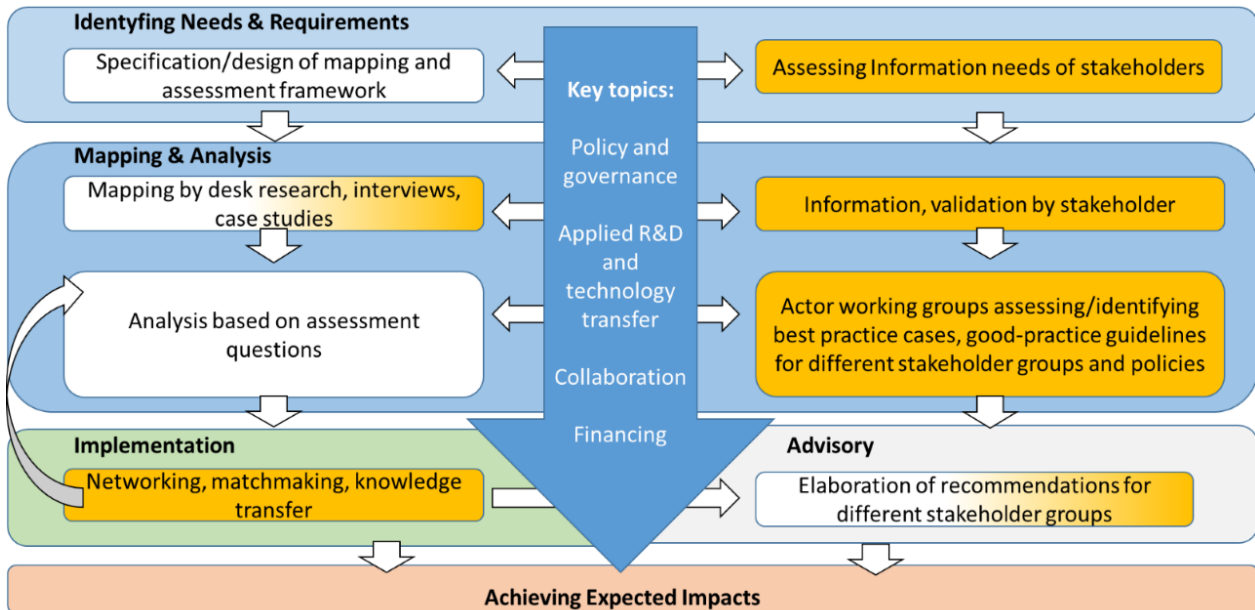 Identyfing Needs & Requirements
Specification/design of mapping and
assessment framework
Assessing Information needs of stakeholders
Key topics:
Policy and
governance
Applied R&D
and
technology
transfer
Collaboration
Financing
Mapping & Analysis
Mapping by desk research, interviews,
case studies
Information, validation by stakeholder
Analysis based on assessment
questions
Actor working groups assessing/identifying
best practice cases, good-practice guidelines
for different stakeholder groups and policies
Implementation
Networking, matchmaking, knowledge
transfer
Advisory
Elaboration of recommendations for
different stakeholder groups
Achieving Expected Impacts